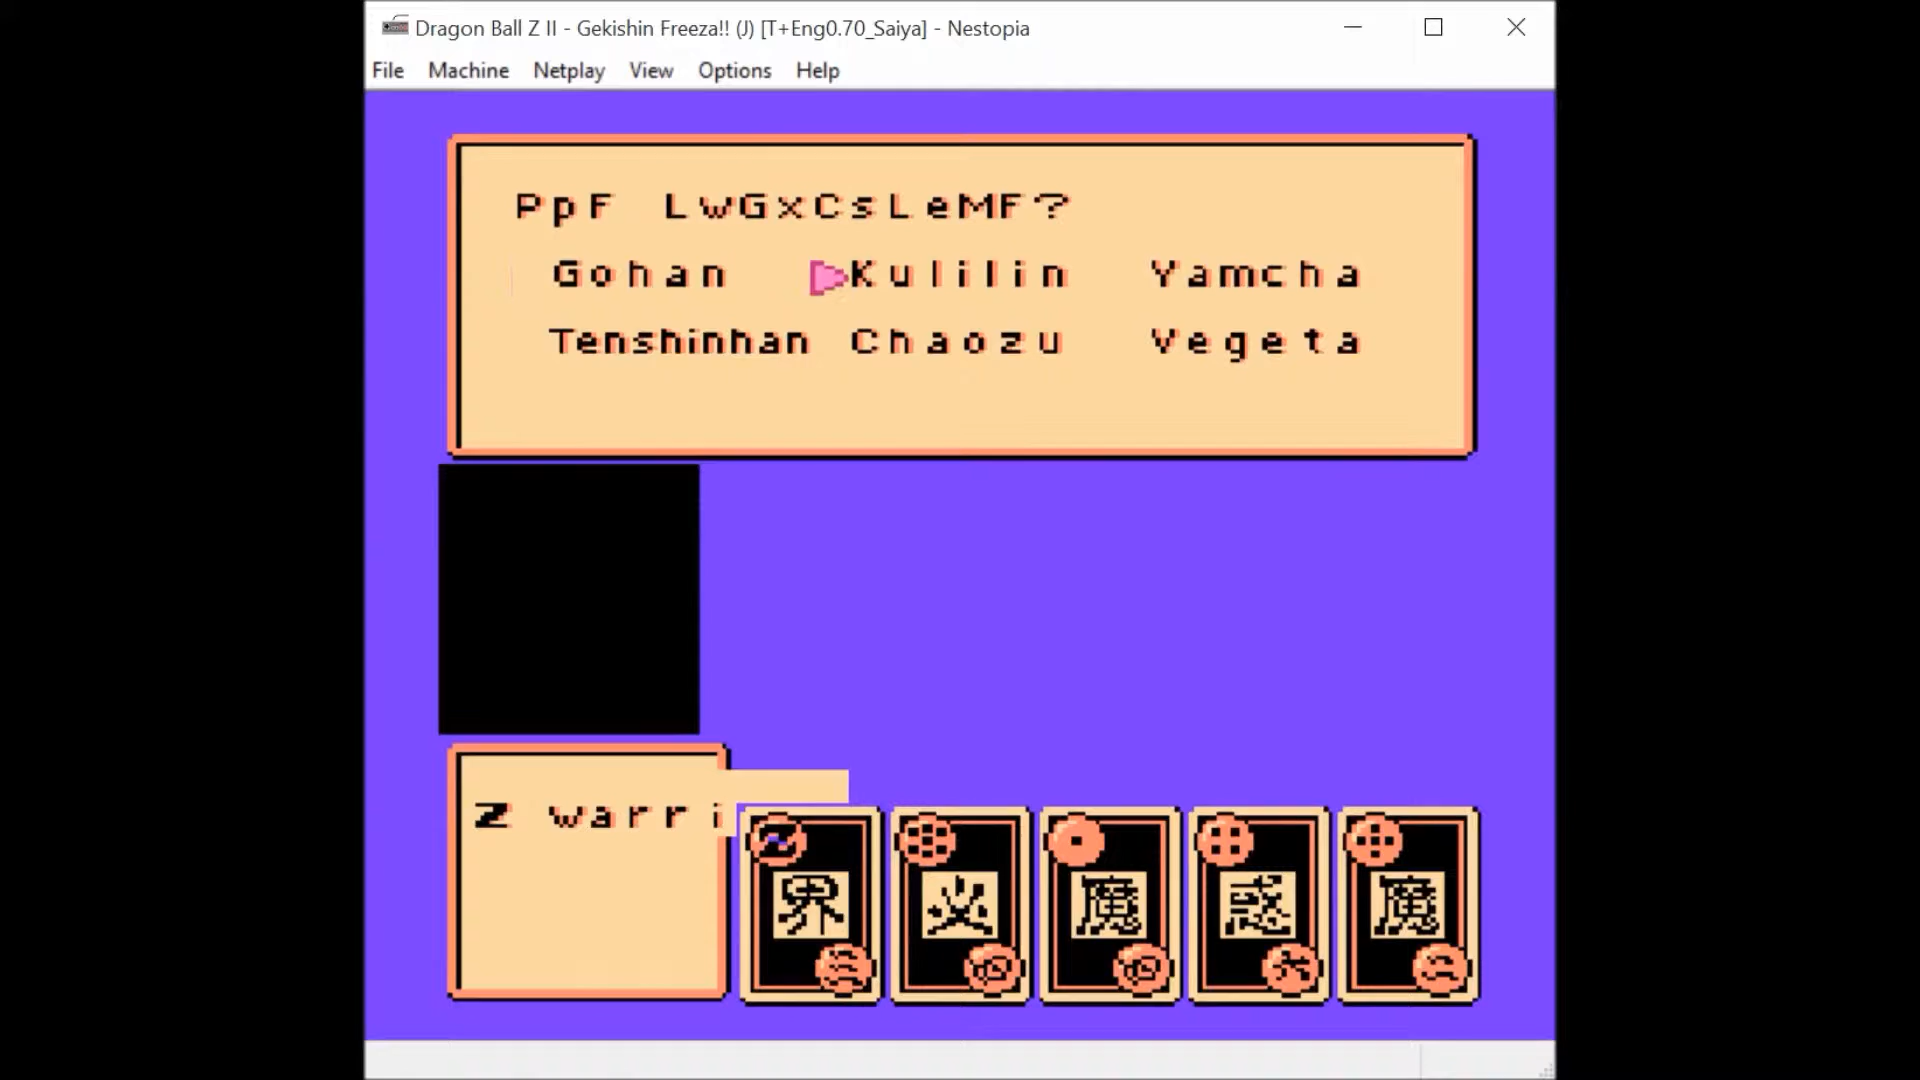 Dragon Ball Z II - Gekishin Freeza!! (J) [T+Eng0.70_Saiya] - Nestopia
File Machine Netplay View Options Help
PpF LwGxCsLeMF?
Gohan Kulilin Yamcha
Tenshinhan Chaozu Vegeta
Z warri
界 火 魔 惑 魔